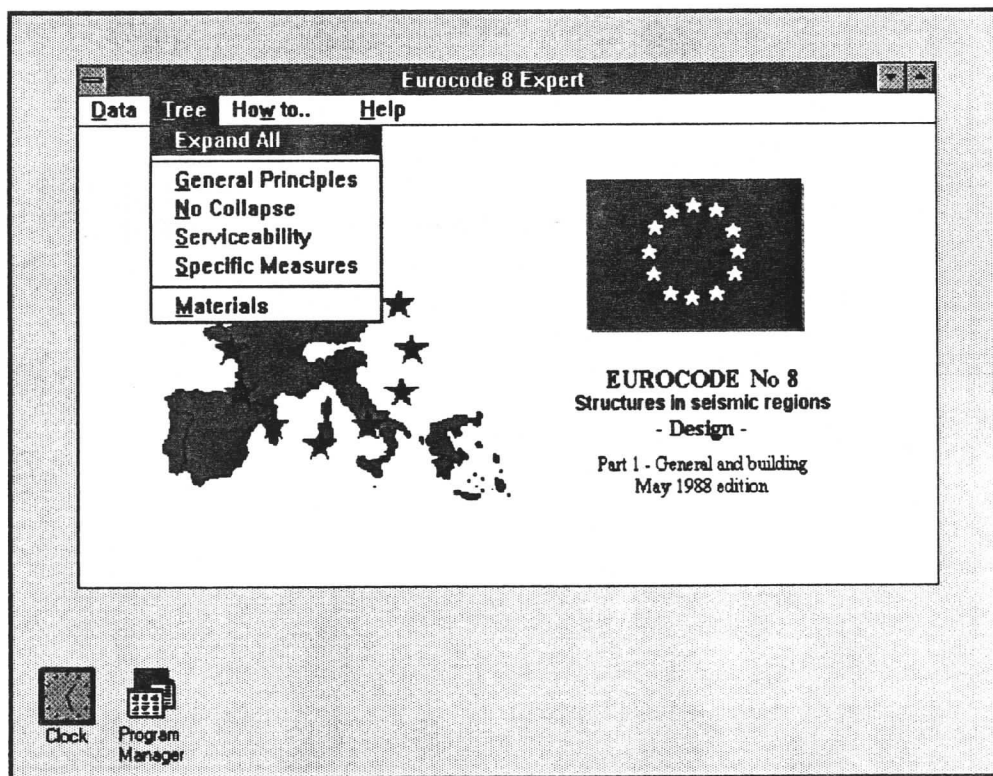 Eurocode 8 Expert
Data Tree How to.. Help
Expand All
General Principles
No Collapse
Serviceability
Specific Measures
Materials
EUROCODE No 8
Structures in seismic regions
- Design -
Part 1 - General and building
May 1988 edition
Clock
Program
Manager